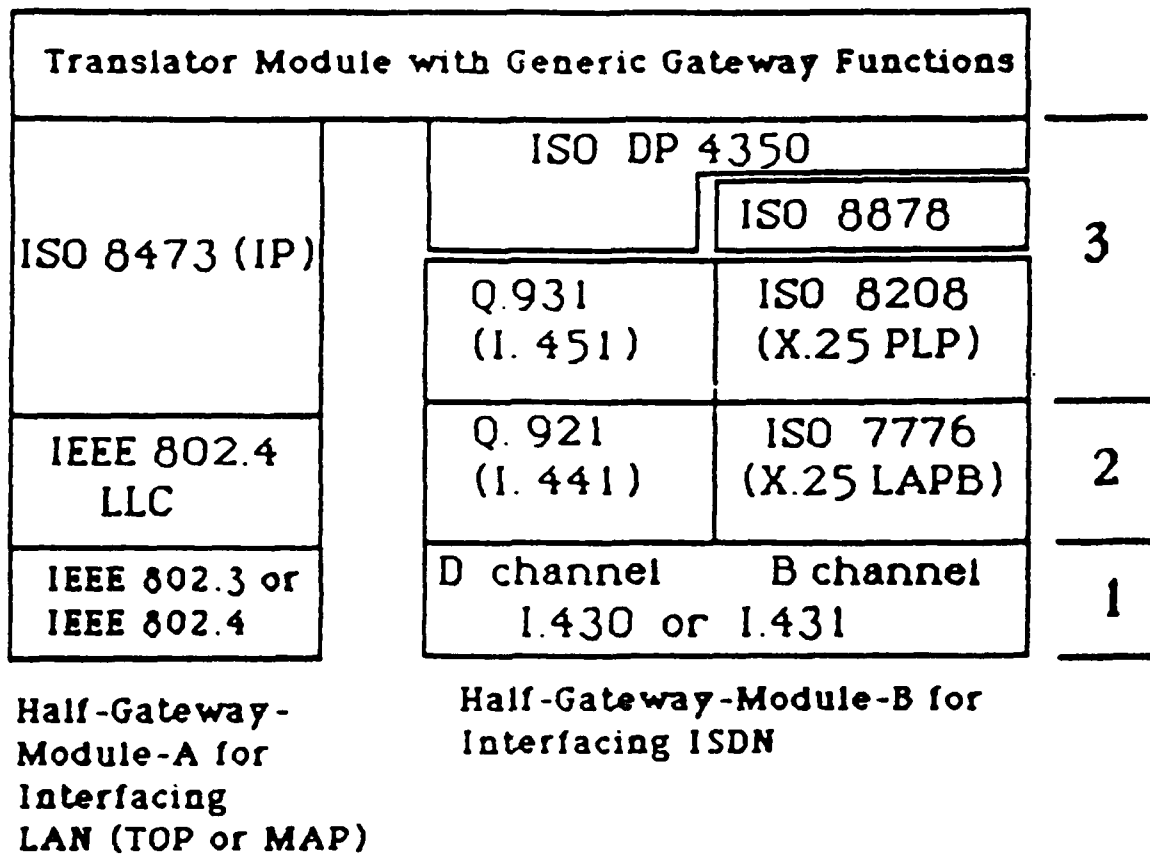 Translator Module with Generic Gateway Functions
ISO 8473 (IP)
IEEE 802.4
LLC
IEEE 802.3 or
IEEE 802.4
Half-Gateway-
Module-A for
Interfacing
LAN (TOP or MAP)
ISO DP 4350
ISO 8878
Q.931
(I. 451)
ISO 8208
(X.25 PLP)
Q. 921
(I. 441)
ISO 7776
(X.25 LAPB)
D channel B channel
I.430 or I.431
Half-Gateway-Module-B for
Interfacing ISDN
3
2
1